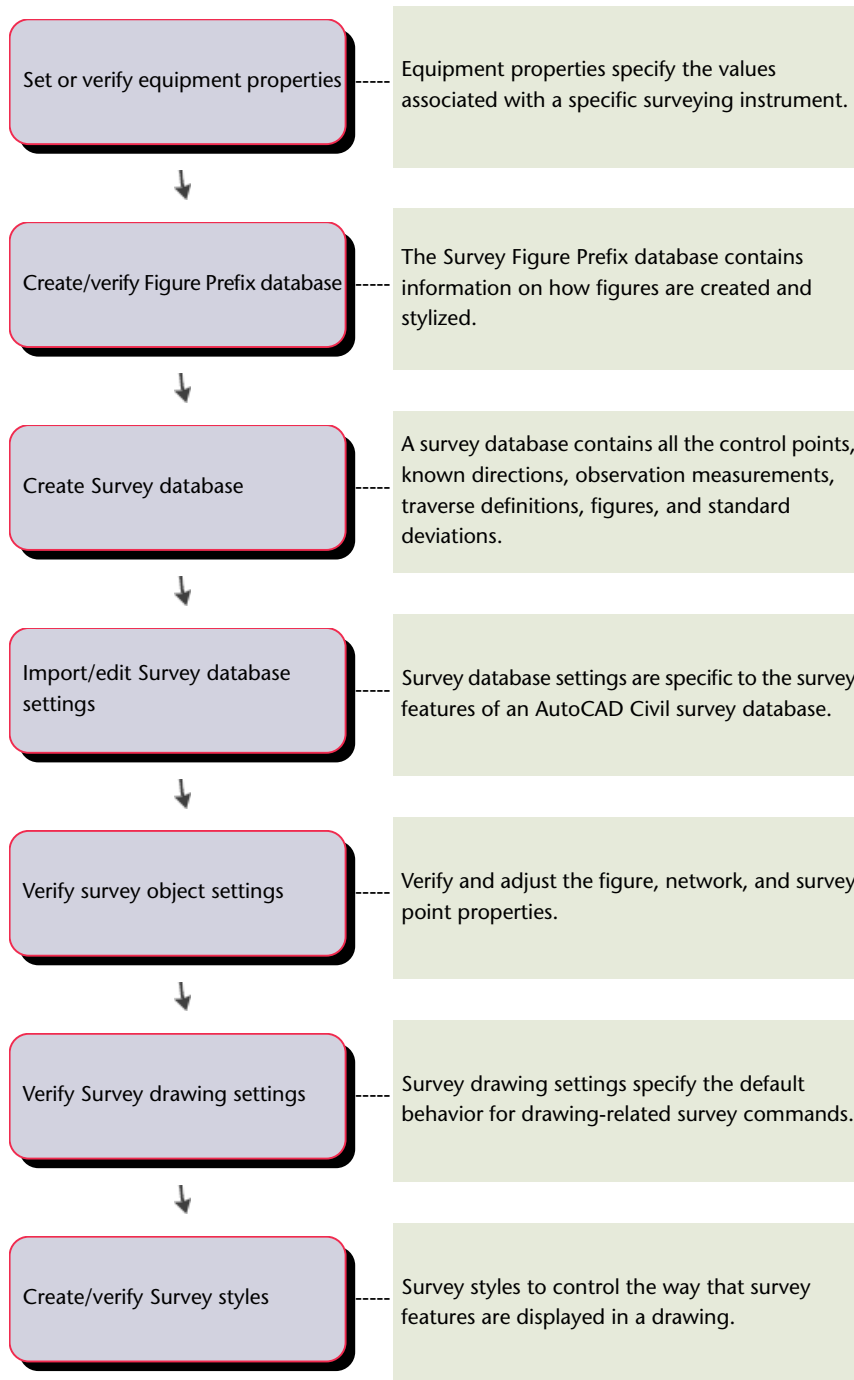 Set or verify equipment properties
Equipment properties specify the values
associated with a specific surveying instrument.
Create/verify Figure Prefix database
The Survey Figure Prefix database contains
information on how figures are created and
stylized.
Create Survey database
A survey database contains all the control points,
known directions, observation measurements,
traverse definitions, figures, and standard
deviations.
Import/edit Survey database
settings
Survey database settings are specific to the survey
features of an AutoCAD Civil survey database.
Verify survey object settings
Verify and adjust the figure, network, and survey
point properties.
Verify Survey drawing settings
Survey drawing settings specify the default
behavior for drawing-related survey commands.
Create/verify Survey styles
Survey styles to control the way that survey
features are displayed in a drawing.